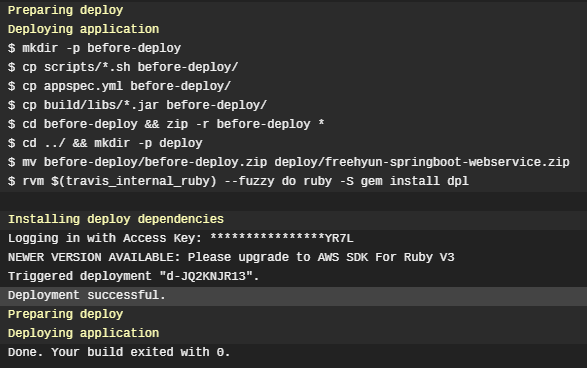 Preparing deploy
Deploying application
$ mkdir -p before-deploy
$ cp scripts/*.sh before-deploy/
$ cp appspec.yml before-deploy/
$ cp build/libs/*.jar before-deploy/
$ cd before-deploy && zip -r before-deploy *
$ cd ../ && mkdir -p deploy
$ mv before-deploy/before-deploy.zip deploy/freehyun-springboot-webservice.zip
$ rvm $(travis_internal_ruby) --fuzzy do ruby -S gem install dpl
Installing deploy dependencies
Logging in with Access Key: ****************YR7L
NEWER VERSION AVAILABLE: Please upgrade to AWS SDK For Ruby V3
Triggered deployment "d-JQ2KNJR13".
Deployment successful.
Preparing deploy
Deploying application
Done. Your build exited with 0.